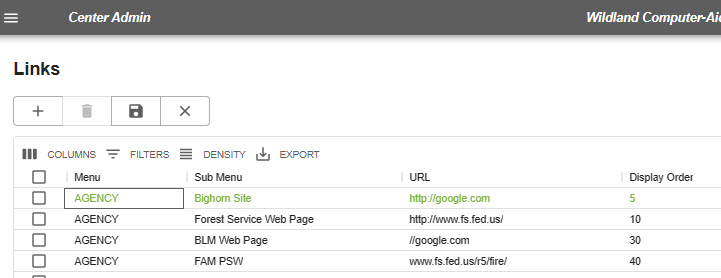 Center Admin Wildland Computer-Aid
Links
COLUMNS FILTERS DENSITY EXPORT
Menu Sub Menu URL Display Order
AGENCY Bighorn Site http://google.com 5
AGENCY Forest Service Web Page http://www.fs.fed.us/ 10
AGENCY BLM Web Page //google.com 30
AGENCY FAM PSW www.fs.fed.us/r5/fire/ 40